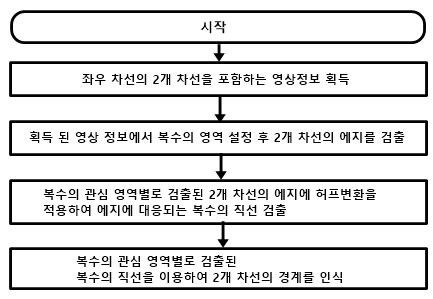 시작
좌우 차선의 2개 차선을 포함하는 영상정보 획득
획득 된 영상 정보에서 복수의 영역 설정 후 2개 차선의 에지를 검출
복수의 관심 영역별로 검출된 2개 차선의 에지에 허프변환을
적용하여 에지에 대응되는 복수의 직선 검출
복수의 관심 영역별로 검출된
복수의 직선을 이용하여 2개 차선의 경계를 인식